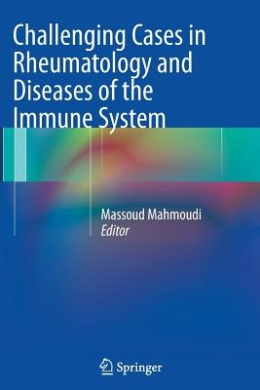 Challenging Cases in
Rheumatology and
Diseases of the
Immune System
Massoud Mahmoudi
Editor
Springer